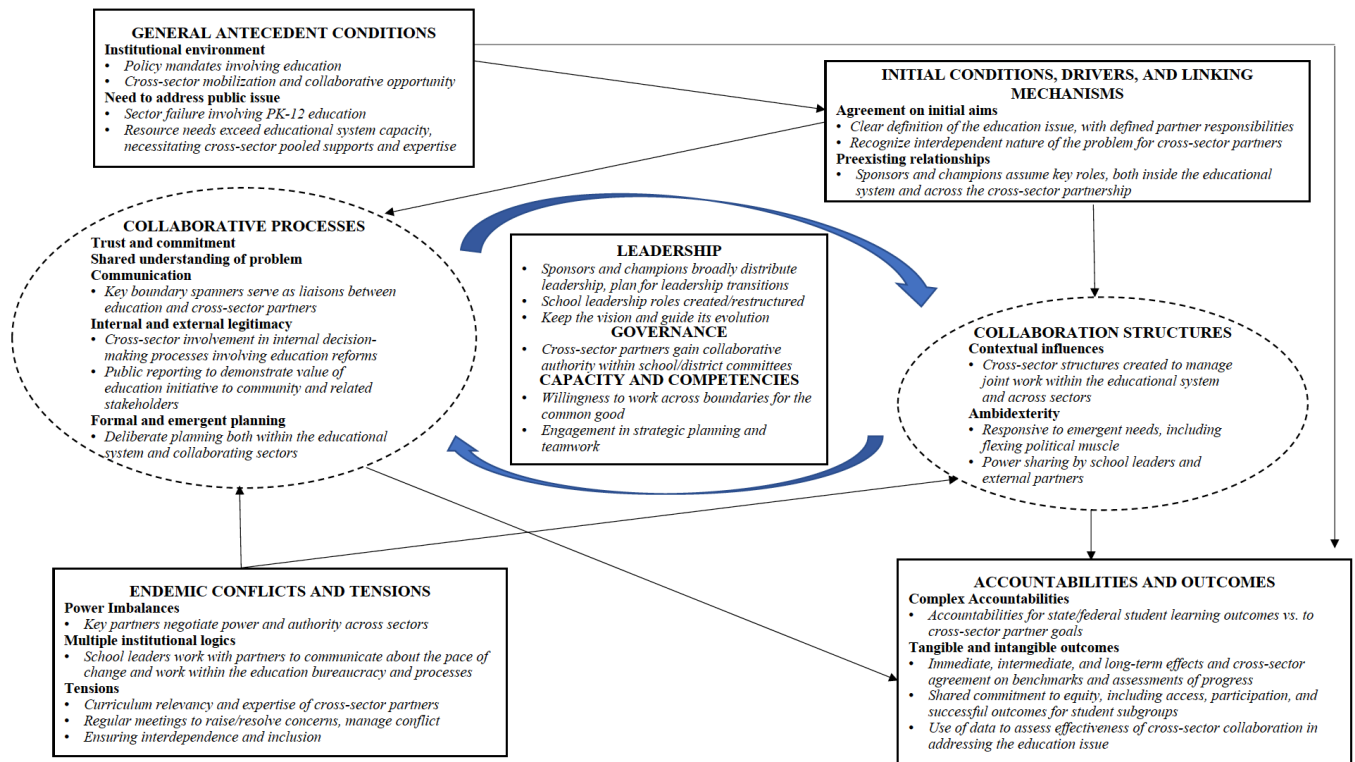 GENERAL ANTECEDENT CONDITIONS
Institutional environment
• Policy mandates involving education
• Cross-sector mobilization and collaborative opportunity
Need to address public issue
• Sector failure involving PK-12 education
• Resource needs exceed educational system capacity,
necessitating cross-sector pooled supports and expertise
INITIAL CONDITIONS, DRIVERS, AND LINKING
MECHANISMS
Agreement on initial aims
• Clear definition of the education issue, with defined partner responsibilities
• Recognize interdependent nature of the problem for cross-sector partners
Preexisting relationships
• Sponsors and champions assume key roles, both inside the educational
system and across the cross-sector partnership
COLLABORATIVE PROCESSES
Trust and commitment
Shared understanding of problem
Communication
• Key boundary spanners serve as liaisons between
education and cross-sector partners
Internal and external legitimacy
• Cross-sector involvement in internal decision-
making processes involving education reforms
• Public reporting to demonstrate value of
education initiative to community and related
stakeholders
Formal and emergent planning
• Deliberate planning both within the educational
system and collaborating sectors
LEADERSHIP
• Sponsors and champions broadly distribute
leadership, plan for leadership transitions
• School leadership roles created/restructured
• Keep the vision and guide its evolution
GOVERNANCE
• Cross-sector partners gain collaborative
authority within school/district committees
CAPACITY AND COMPETENCIES
• Willingness to work across boundaries for the
common good
• Engagement in strategic planning and
teamwork
COLLABORATION STRUCTURES
Contextual influences
• Cross-sector structures created to manage
joint work within the educational system
and across sectors
Ambidexterity
• Responsive to emergent needs, including
flexing political muscle
• Power sharing by school leaders and
external partners
ENDEMIC CONFLICTS AND TENSIONS
Power Imbalances
• Key partners negotiate power and authority across sectors
Multiple institutional logics
• School leaders work with partners to communicate about the pace of
change and work within the education bureaucracy and processes
Tensions
• Curriculum relevancy and expertise of cross-sector partners
• Regular meetings to raise/resolve concerns, manage conflict
• Ensuring interdependence and inclusion
ACCOUNTABILITIES AND OUTCOMES
Complex Accountabilities
• Accountabilities for state/federal student learning outcomes vs. to
cross-sector partner goals
Tangible and intangible outcomes
• Immediate, intermediate, and long-term effects and cross-sector
agreement on benchmarks and assessments of progress
• Shared commitment to equity, including access, participation, and
successful outcomes for student subgroups
• Use of data to assess effectiveness of cross-sector collaboration in
addressing the education issue